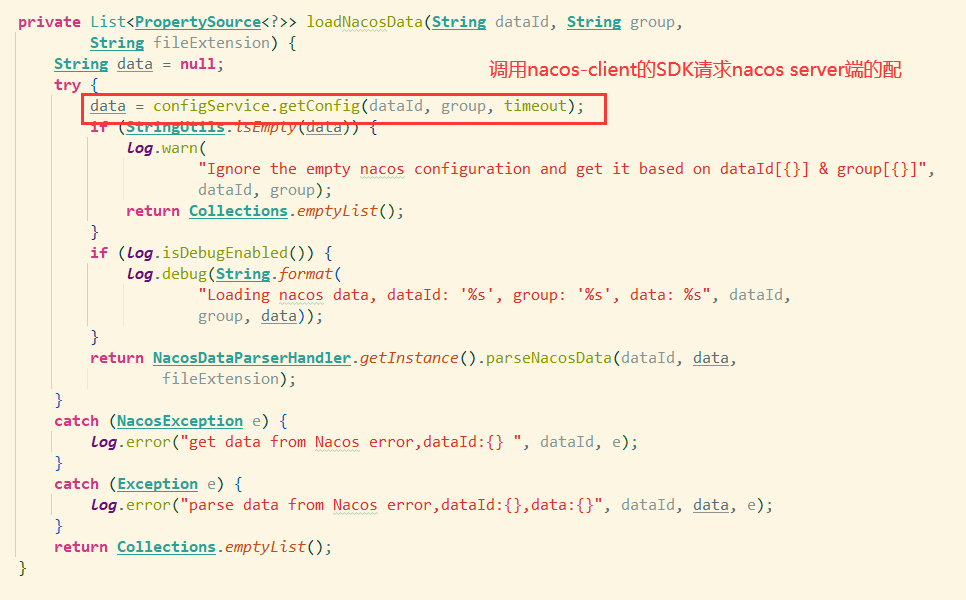 private List<PropertySource<?>> loadNacosData(String dataId, String group,
String fileExtension) {
String data = null;
调用nacos-client的SDK请求nacos server端的配
try {
data = configService.getConfig(dataId, group, timeout);
if (StringUtils.isEmpty(data)) {
log.warn(
"Ignore the empty nacos configuration and get it based on dataId[{}] & group[{}]",
dataId, group);
return Collections.emptyList();
}
if (log.isDebugEnabled()) {
log.debug(String.format(
"Loading nacos data, dataId: '%s', group: '%s', data: %s", dataId,
group, data));
}
return NacosDataParserHandler.getInstance().parseNacosData(dataId, data,
fileExtension);
}
catch (NacosException e) {
log.error("get data from Nacos error,dataId:{} ", dataId, e);
}
catch (Exception e) {
log.error("parse data from Nacos error,dataId:{},data:{}", dataId, data, e);
}
return Collections.emptyList();
}